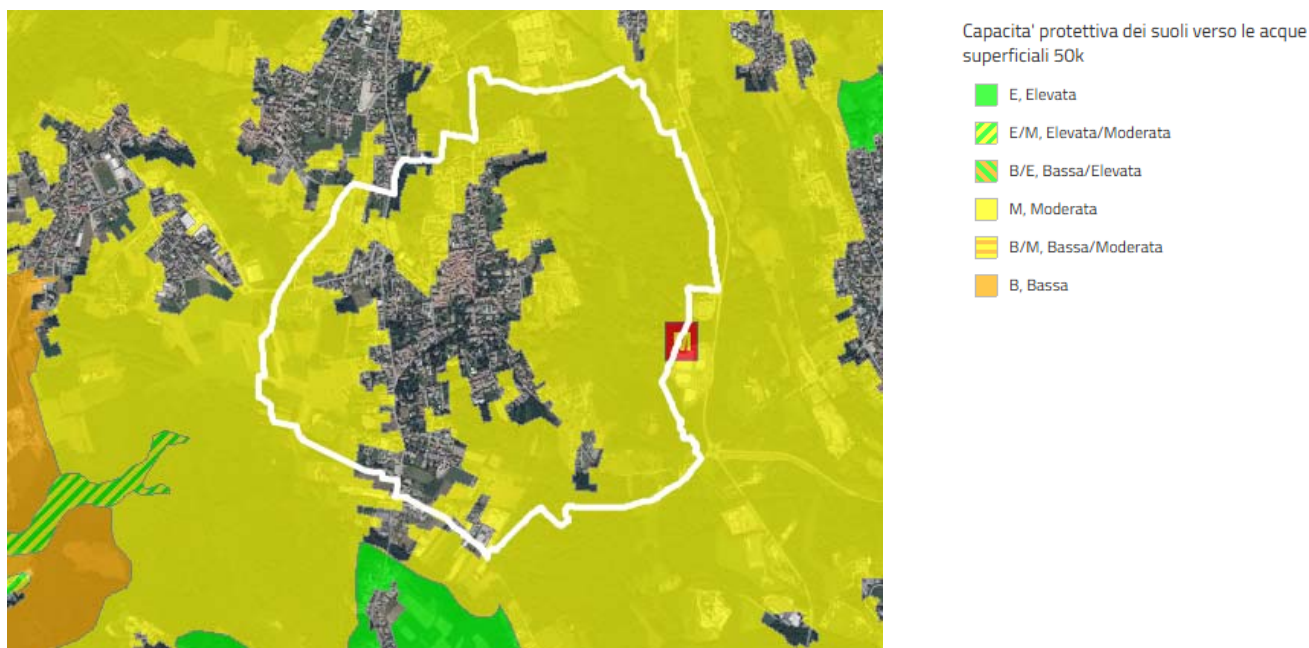 Capacita' protettiva dei suoli verso le acque
superficiali 50k
E, Elevata
E/M, Elevata/Moderata
B/E, Bassa/Elevata
M, Moderata
B/M, Bassa/Moderata
B, Bassa